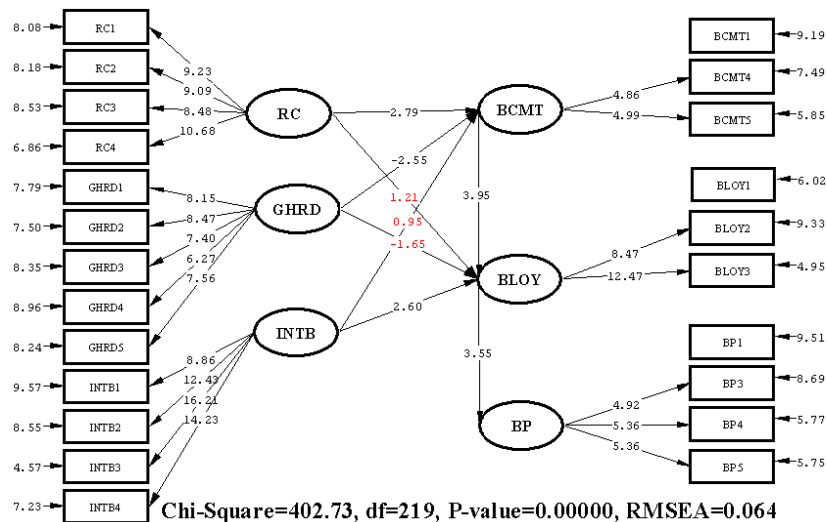 8.08 RC1
8.18 RC2
8.53 RC3
6.86 RC4
7.79 GHRD1
7.50 GHRD2
8.35 GHRD3
8.96 GHRD4
8.24 GHRD5
9.57 INTB1
8.55 INTB2
4.57 INTB3
7.23 INTB4
9.23
9.09
8.48
10.68
8.15
8.47
7.40
6.27
7.56
8.86
12.43
16.21
14.23
RC
GHRD
INTB
2.79
-2.55
1.21
0.95
-1.65
2.60
BCMT
3.95
BLOY
3.55
BP
4.86
4.99
8.47
12.47
4.92
5.36
5.36
BCMT1 9.19
BCMT4 7.49
BCMT5 5.85
BLOY1 6.02
BLOY2 9.33
BLOY3 4.95
BP1 9.51
BP3 8.69
BP4 5.77
BP5 5.75
Chi-Square=402.73, df=219, P-value=0.00000, RMSEA=0.064